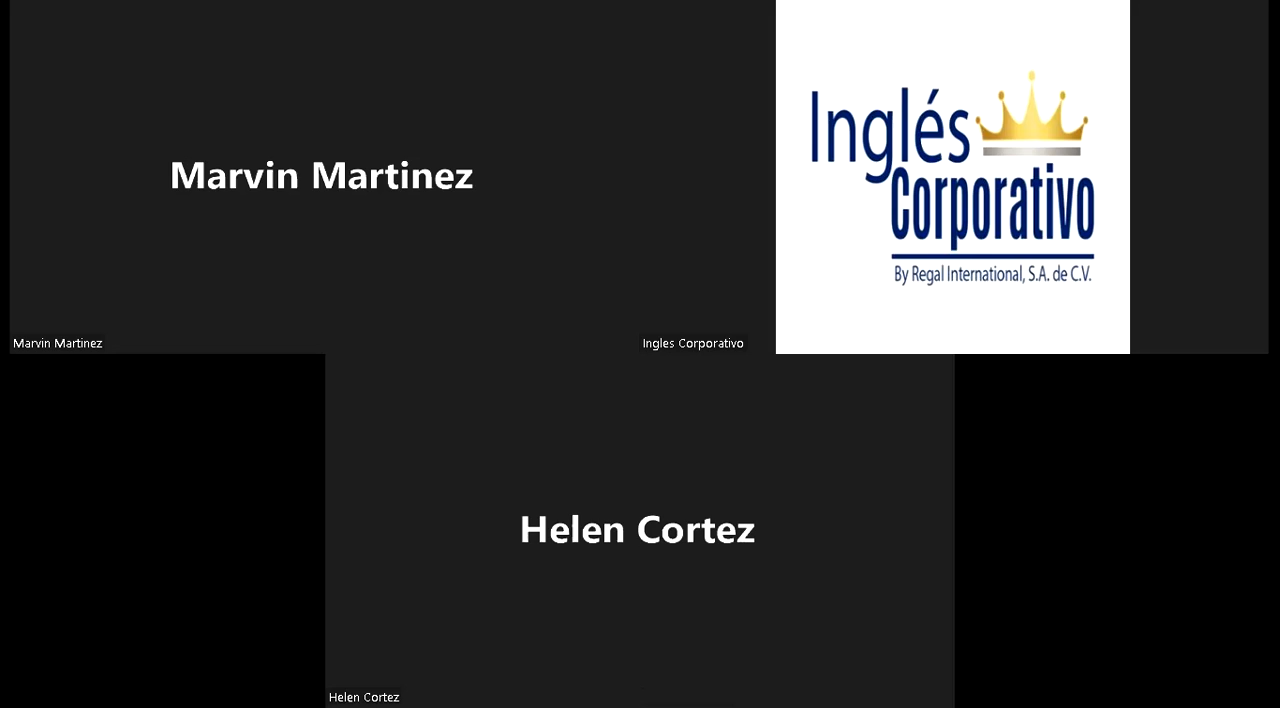 Marvin Martinez
Marvin Martinez
Inglés
Corporativo
By Regal International, S.A. de C.V.
Ingles Corporativo
Helen Cortez
Helen Cortez